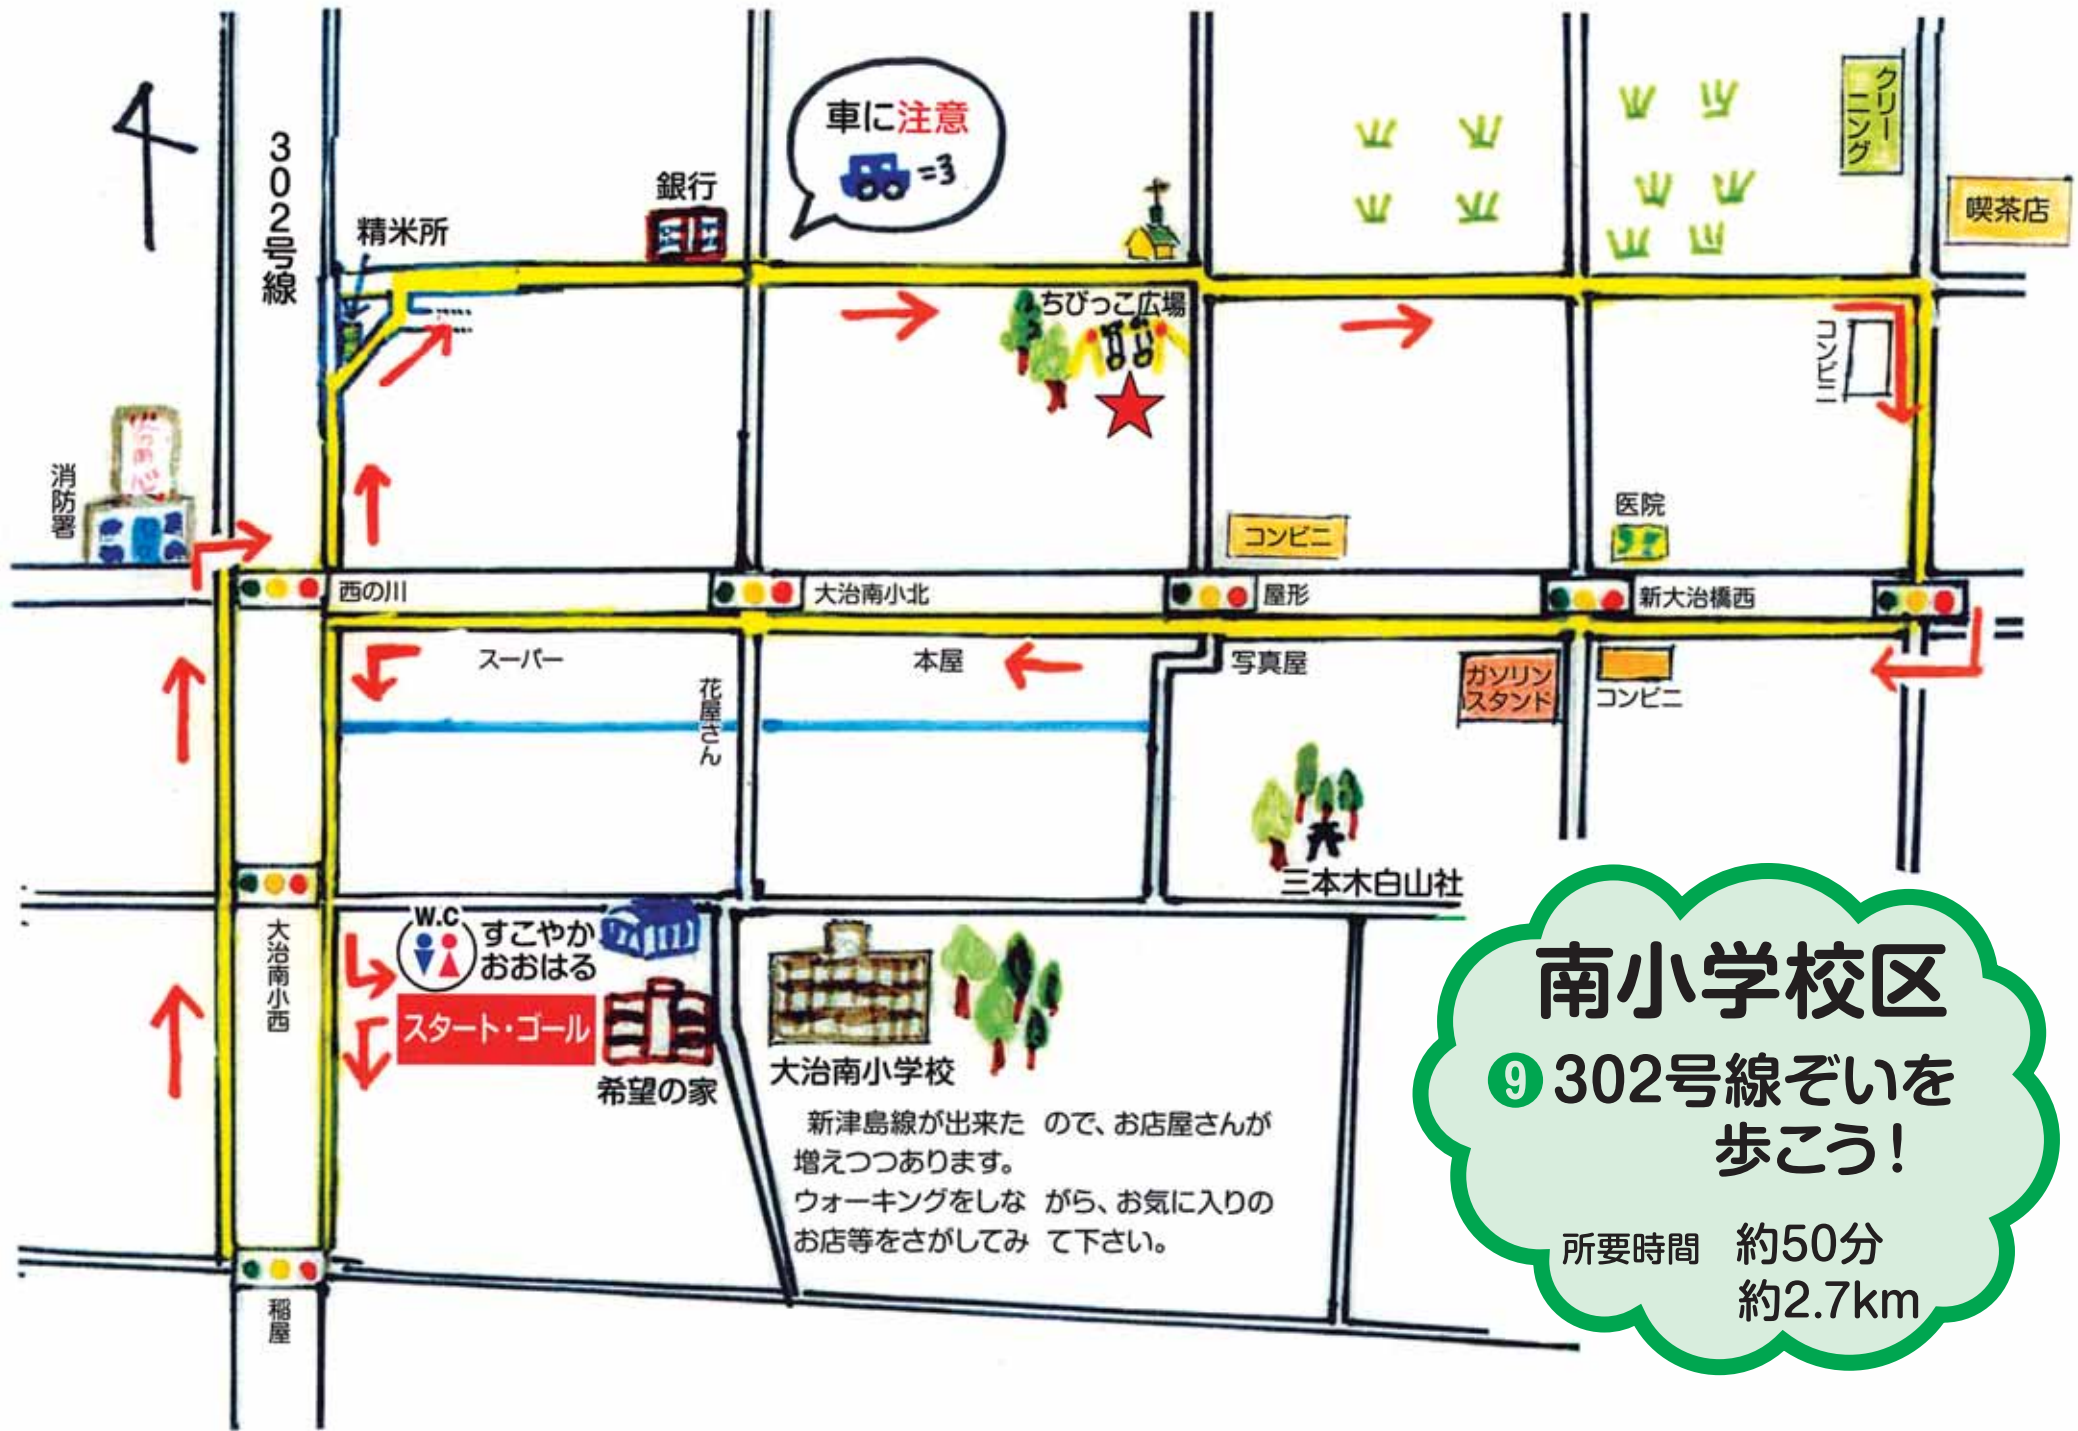 車に注意
=3
302号線
精米所
銀行
クリーニング
喫茶店
ちびっこ広場
コンビニ
消防署
コンビニ
医院
西の川
大治南小北
屋形
新大治橋西
スーパー
花屋さん
本屋
写真屋
ガソリン
スタンド
コンビニ
三本木白山社
大治南小西
W.C
すこやか
おおはる
スタート・ゴール
希望の家
大治南小学校
新津島線が出来た ので、お店屋さんが
増えつつあります。
ウォーキングをしな がら、お気に入りの
お店等をさがしてみ て下さい。
稲屋
南小学校区
9 302号線ぞいを
歩こう!
所要時間 約50分
約2.7km